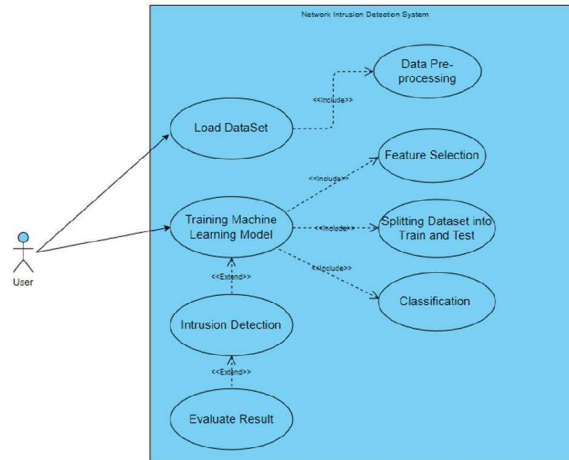 Network Intrusion Detection System
Data Pre-
processing
<<Include>>
Load DataSet
Feature Selection
<<Include>>
Training Machine
Learning Model
<<Include>>
Splitting Dataset into
Train and Test
<<Include>>
Classification
User
<<Extend>>
Intrusion Detection
<<Extend>>
Evaluate Result